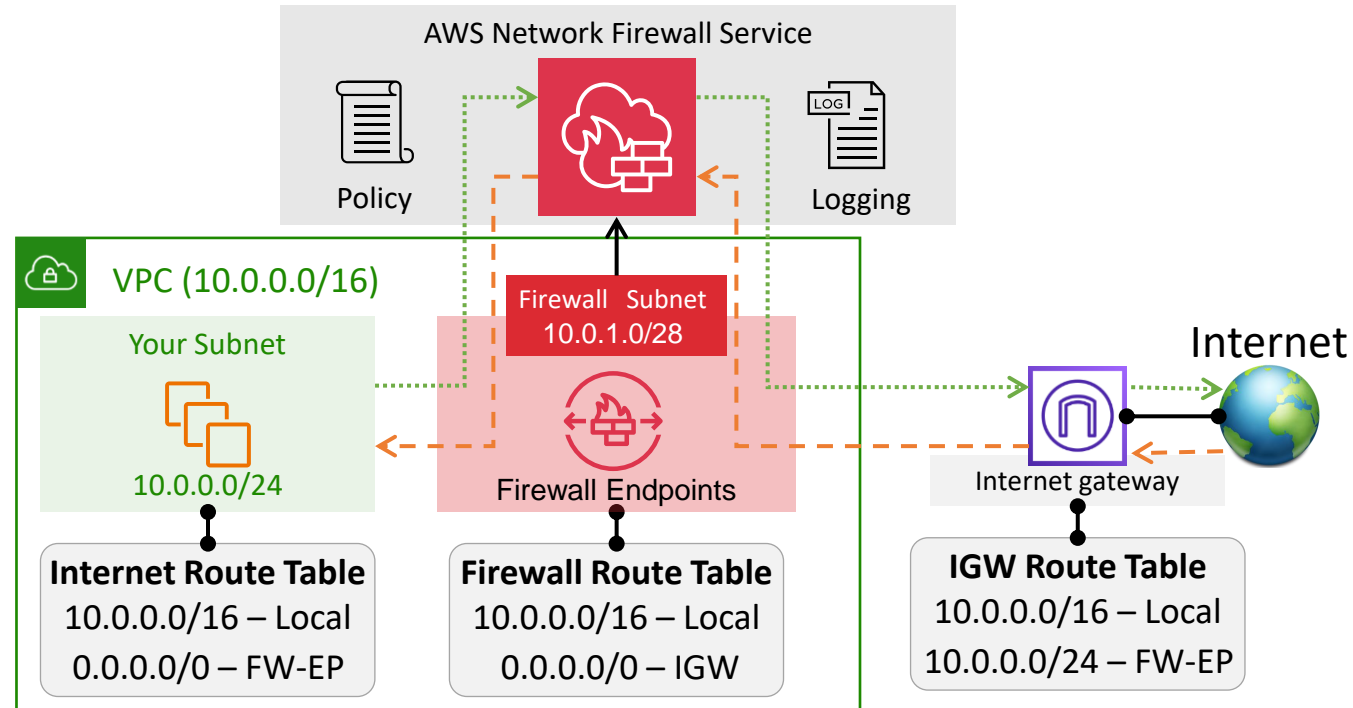 AWS Network Firewall Service
Policy
LOG
Logging
VPC (10.0.0.0/16)
Firewall Subnet
10.0.1.0/28
Your Subnet
10.0.0.0/24
Firewall Endpoints
Internet
Internet gateway
Internet Route Table
10.0.0.0/16 – Local
0.0.0.0/0 – FW-EP
Firewall Route Table
10.0.0.0/16 – Local
0.0.0.0/0 – IGW
IGW Route Table
10.0.0.0/16 – Local
10.0.0.0/24 – FW-EP